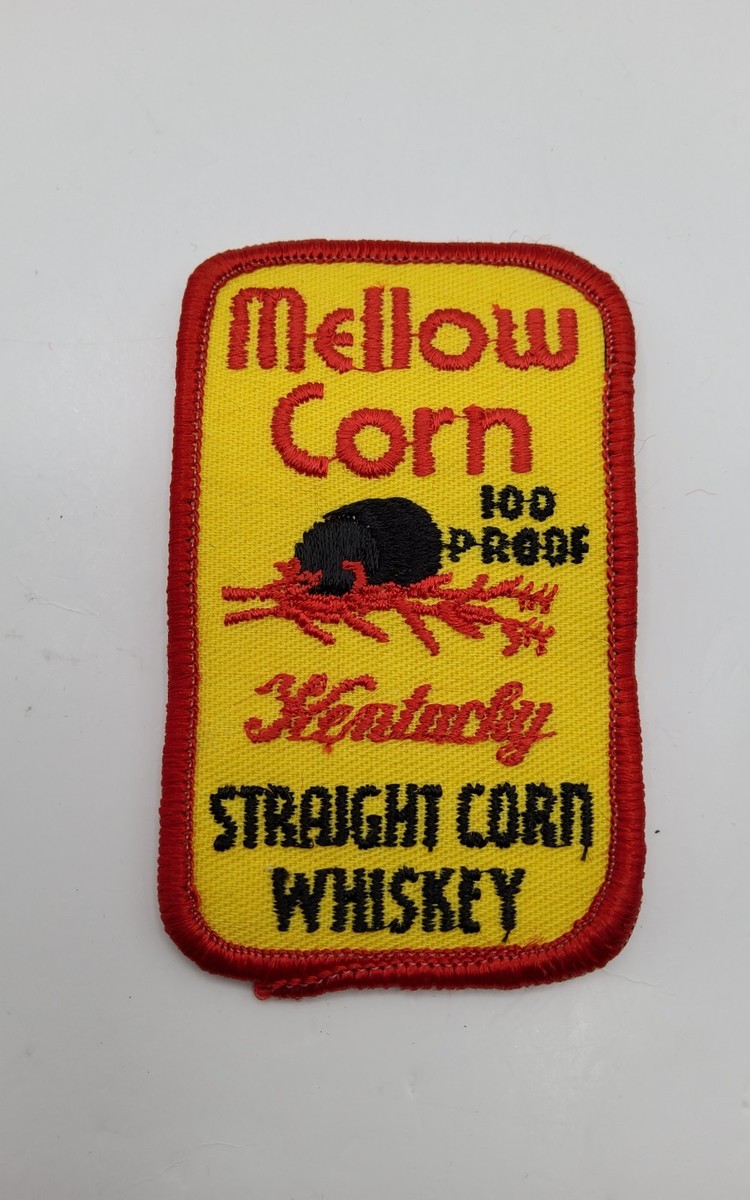 Mellow
Corn
100
PROOF
Kentucky
STRAIGHT CORN
WHISKEY